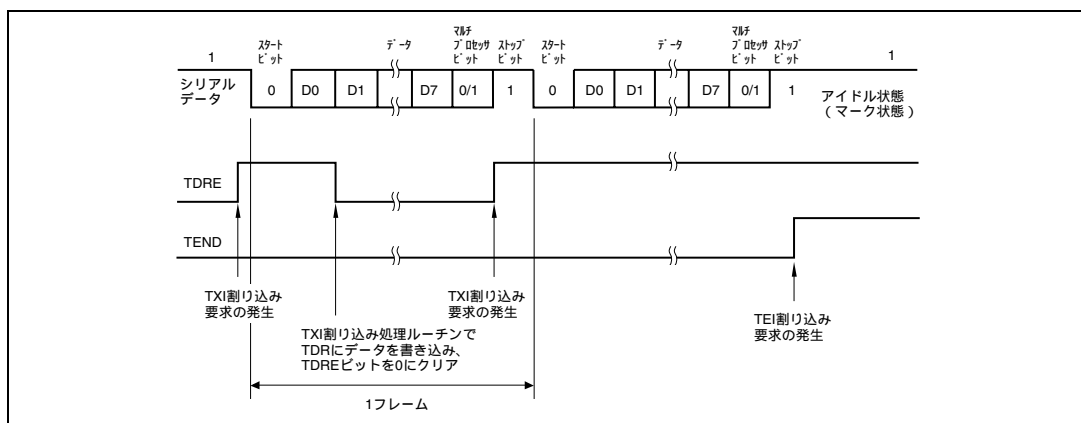 1
スタート
ビット
データ
マルチ
プロセッサ
ビット
ストップ
ビット
スタート
ビット
データ
マルチ
プロセッサ
ビット
ストップ
ビット
1
シリアル
データ
0 D0 D1 D7 0/1 1 0 D0 D1 D7 0/1 1
アイドル状態
(マーク状態)
TDRE
TEND
TXI割り込み
要求の発生
TXI割り込み処理ルーチンで
TDRにデータを書き込み、
TDREビットを0にクリア
TXI割り込み
要求の発生
TEI割り込み
要求の発生
1フレーム